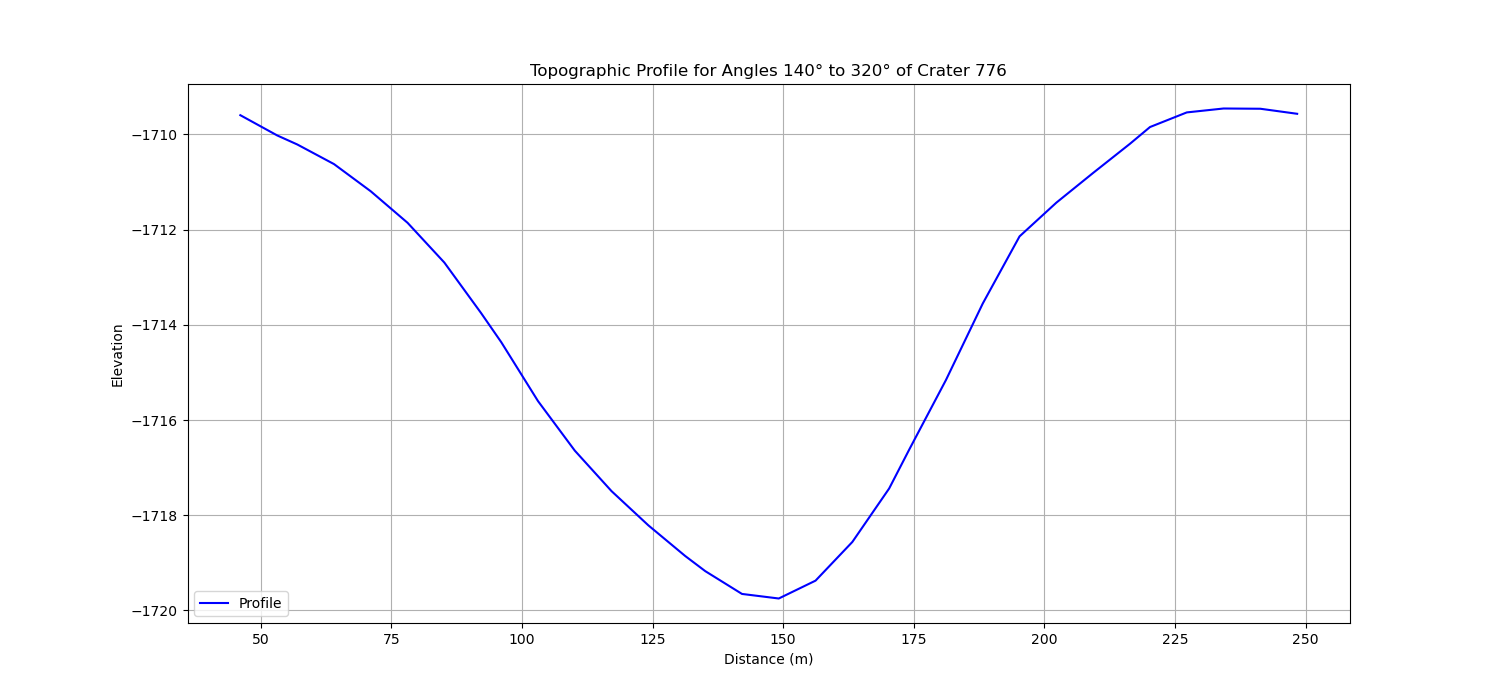 Topographic Profile for Angles 140° to 320° of Crater 776
−1710
−1712
−1714
−1716
−1718
−1720
Elevation
Profile
50 75 100 125 150 175 200 225 250
Distance (m)